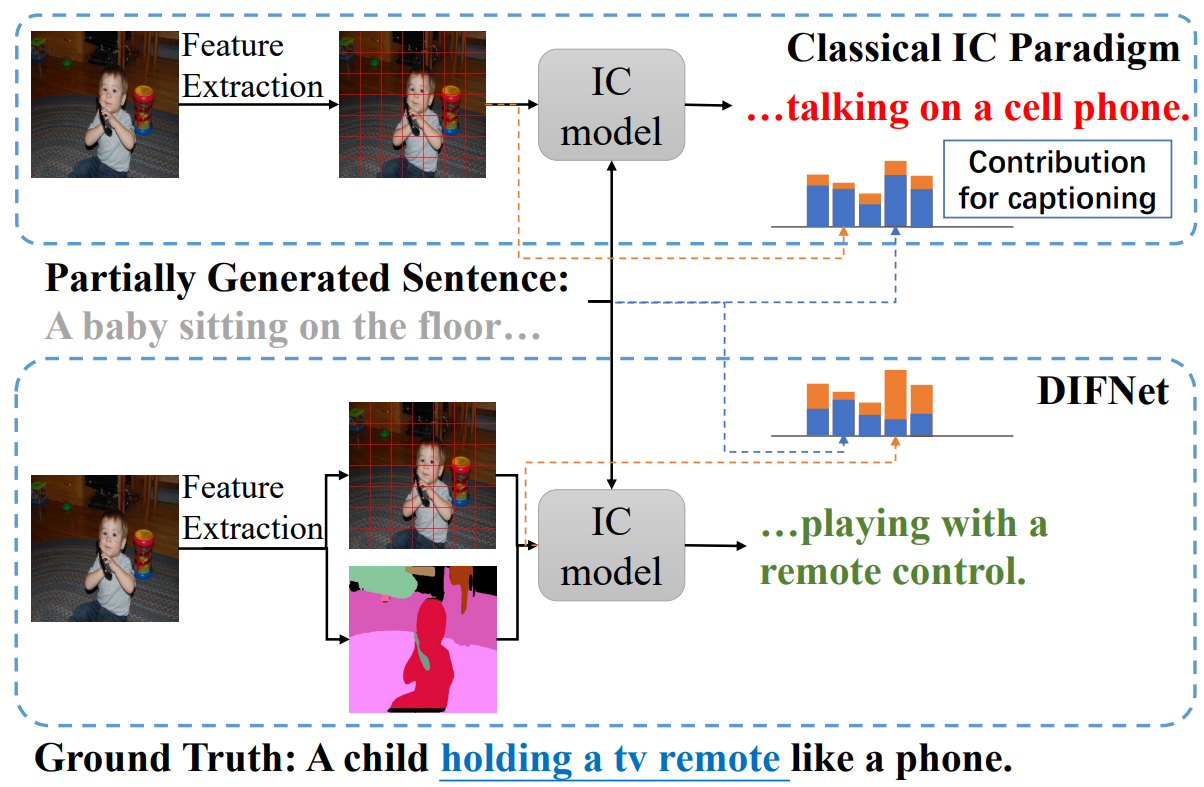 Feature
Extraction
IC
model
Classical IC Paradigm
…talking on a cell phone.
Contribution
for captioning
Partially Generated Sentence:
A baby sitting on the floor…
DIFNet
Feature
Extraction
IC
model
…playing with a
remote control.
Ground Truth: A child holding a tv remote like a phone.